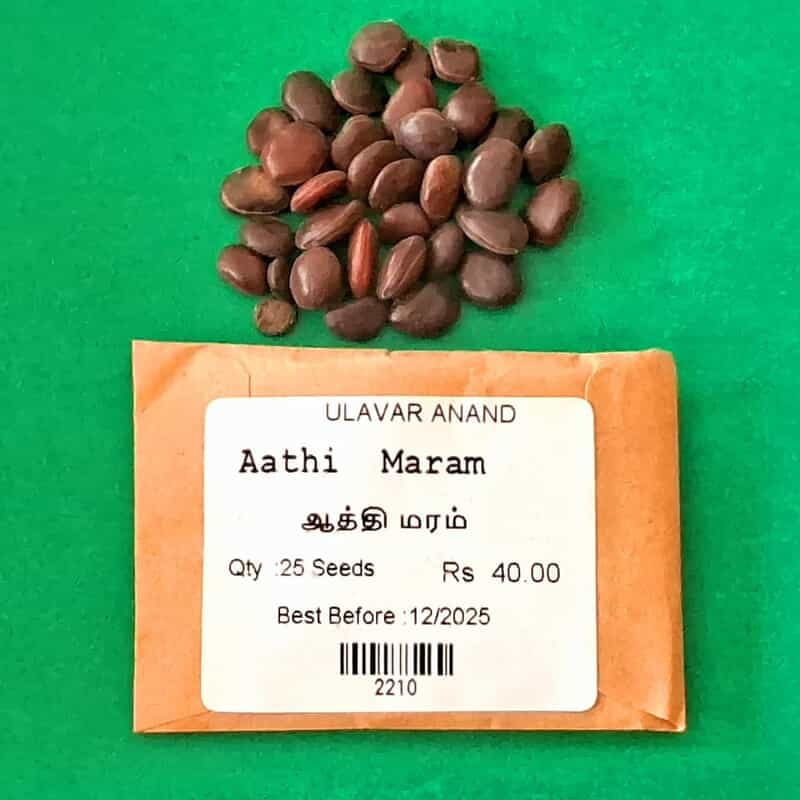 ULAVAR ANAND
Aathi Maram
ஆத்தி மரம்
Qty :25 Seeds Rs 40.00
Best Before :12/2025
2210